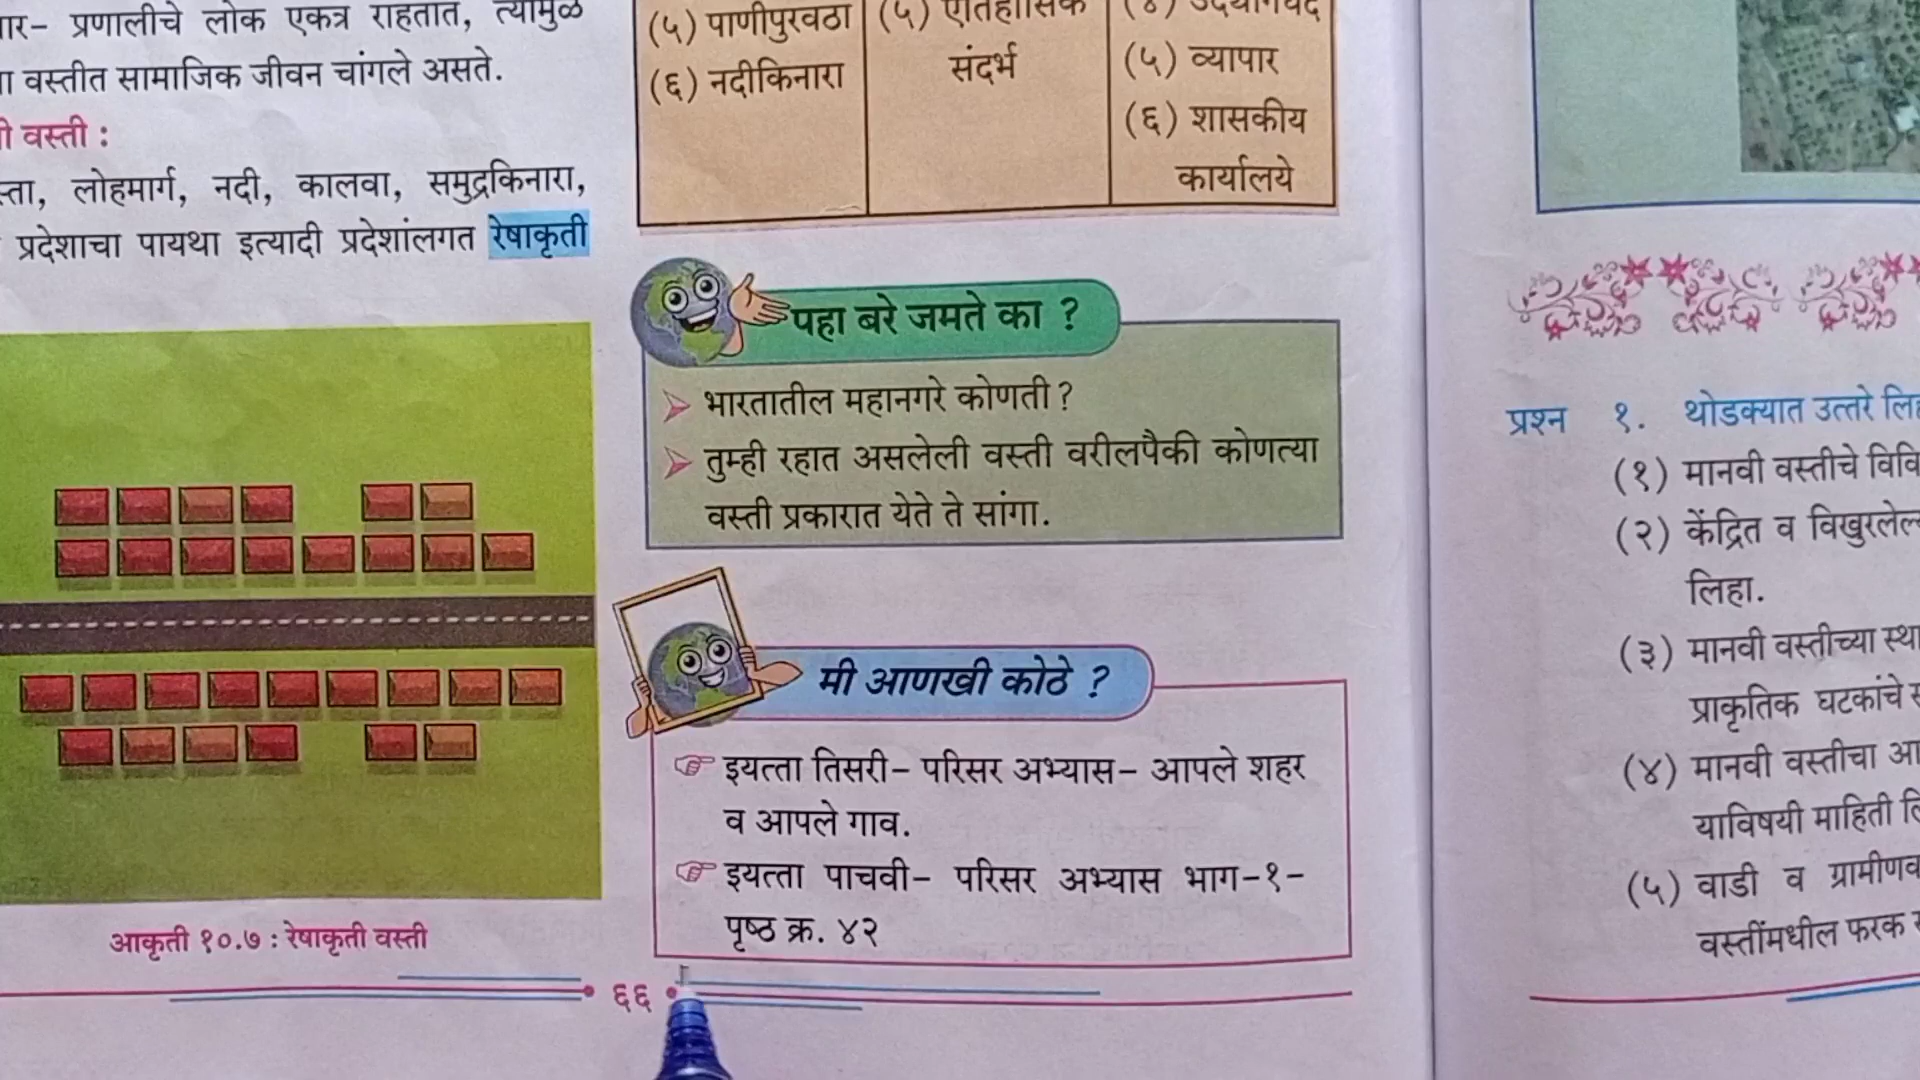 प्रणालीचे लोक एकत्र राहतात, त्यामुळे
वस्तीत सामाजिक जीवन चांगले असते.
वस्ती :
लोहमार्ग, नदी, कालवा, समुद्रकिनारा,
प्रदेशाचा पायथा इत्यादी प्रदेशांलगत रेषाकृती
आकृती १०.७ : रेषाकृती वस्ती
(५) पाणीपुरवठा
(६) नदीकिनारा
(५) ऐतिहासिक
संदर्भ
(५) व्यापार
(६) शासकीय
कार्यालये
पहा बरे जमते का ?
भारतातील महानगरे कोणती ?
तुम्ही रहात असलेली वस्ती वरीलपैकी कोणत्या
वस्ती प्रकारात येते ते सांगा.
मी आणखी कोठे ?
इयत्ता तिसरी– परिसर अभ्यास– आपले शहर
व आपले गाव.
इयत्ता पाचवी– परिसर अभ्यास भाग–१–
पृष्ठ क्र. ४२
६६
प्रश्न १. थोडक्यात उत्तरे
(१) मानवी वस्तीचे
(२) केंद्रित व
लिहा.
(३) मानवी वस्तीच्या
प्राकृतिक घटकांचे
(४) मानवी वस्तीचा
याविषयी माहिती
(५) वाडी व
वस्तींमधील फरक